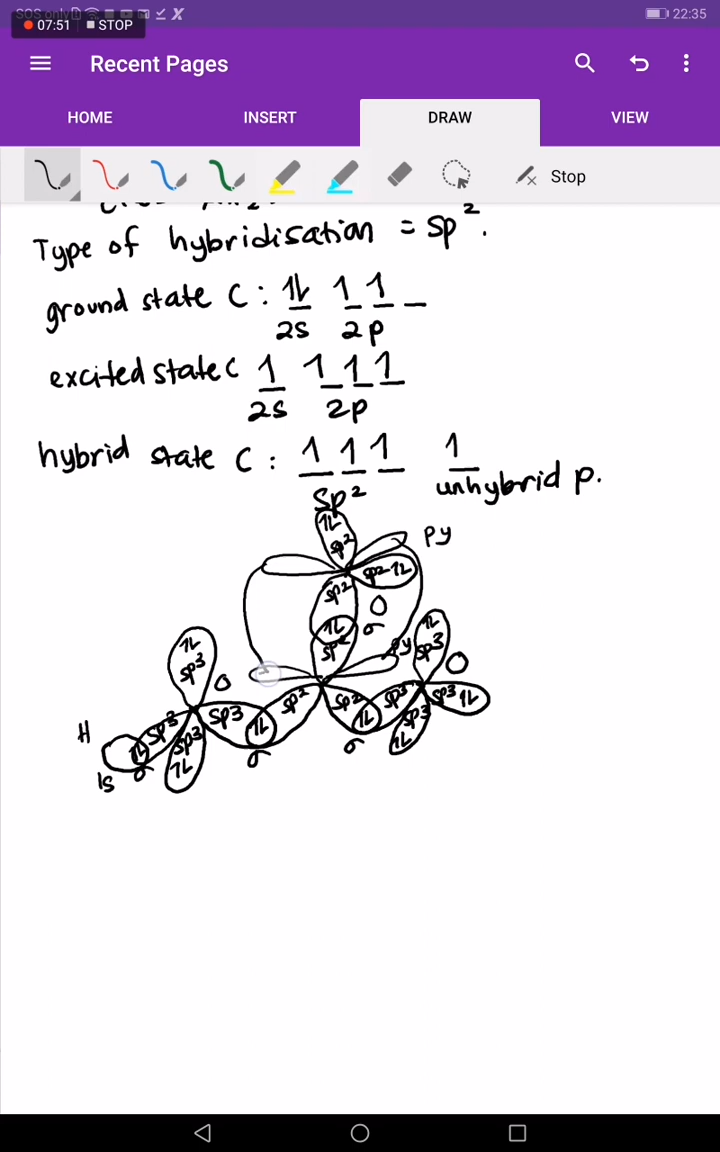 SOS only
22:35
07:51 STOP
Recent Pages
HOME INSERT DRAW VIEW
Stop
Type of hybridisation = sp².
ground state C : 1L 1 1 _
2s 2p
excited state C 1 1 1 1
2s 2p
hybrid state C : 1 1 1 1
sp² unhybrid p.
1L
sp² Py
sp² sp² 1L
O
1L σ
sp² Py
1L sp³ O
1L sp³ O
sp³ sp³ 1L sp² sp² 1L sp³ sp³ 1L
H 1L sp³ sp³
1s σ 1L σ σ 1L